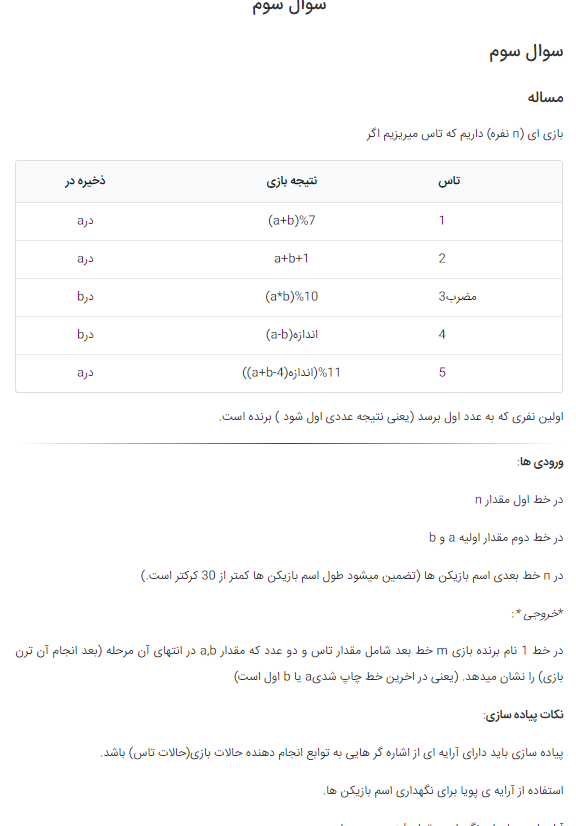 سوال سوم
سوال سوم
مساله
بازی ای (n نفره) داریم که تاس میریزیم اگر
تاس نتیجه بازی ذخیره در
1 (a+b)%7 درa
2 a+b+1 درa
مضرب3 (a*b)%10 درb
4 اندازه(a-b) درb
5 ((a+b-4)اندازه)%11 درa
اولین نفری که به عدد اول برسد (یعنی نتیجه عددی اول شود ) برنده است.
ورودی ها:
در خط اول مقدار n
در خط دوم مقدار اولیه a و b
در n خط بعدی اسم بازیکن ها (تضمین میشود طول اسم بازیکن ها کمتر از 30 کرکتر است.)
*خروجی *:
در خط 1 نام برنده بازی m خط بعد شامل مقدار تاس و دو عدد که مقدار a,b در انتهای آن مرحله (بعد انجام آن ترن
بازی) را نشان میدهد. (یعنی در اخرین خط چاپ شدیa یا b اول است)
نکات پیاده سازی:
پیاده سازی باید دارای آرایه ای از اشاره گر هایی به توابع انجام دهنده حالات بازی(حالات تاس) باشد.
استفاده از آرایه ی پویا برای نگهداری اسم بازیکن ها.